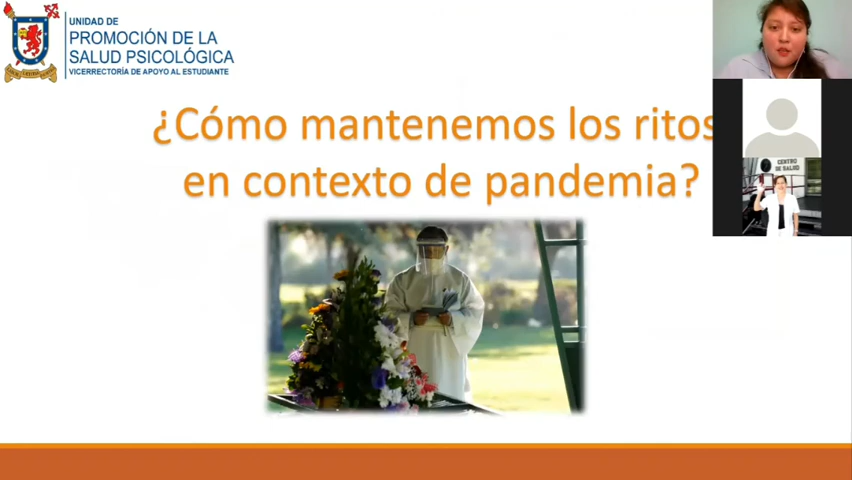 UNIDAD DE
PROMOCIÓN DE LA
SALUD PSICOLÓGICA
VICERRECTORÍA DE APOYO AL ESTUDIANTE
¿Cómo mantenemos los ritos
en contexto de pandemia?
CENTRO
DE SALUD